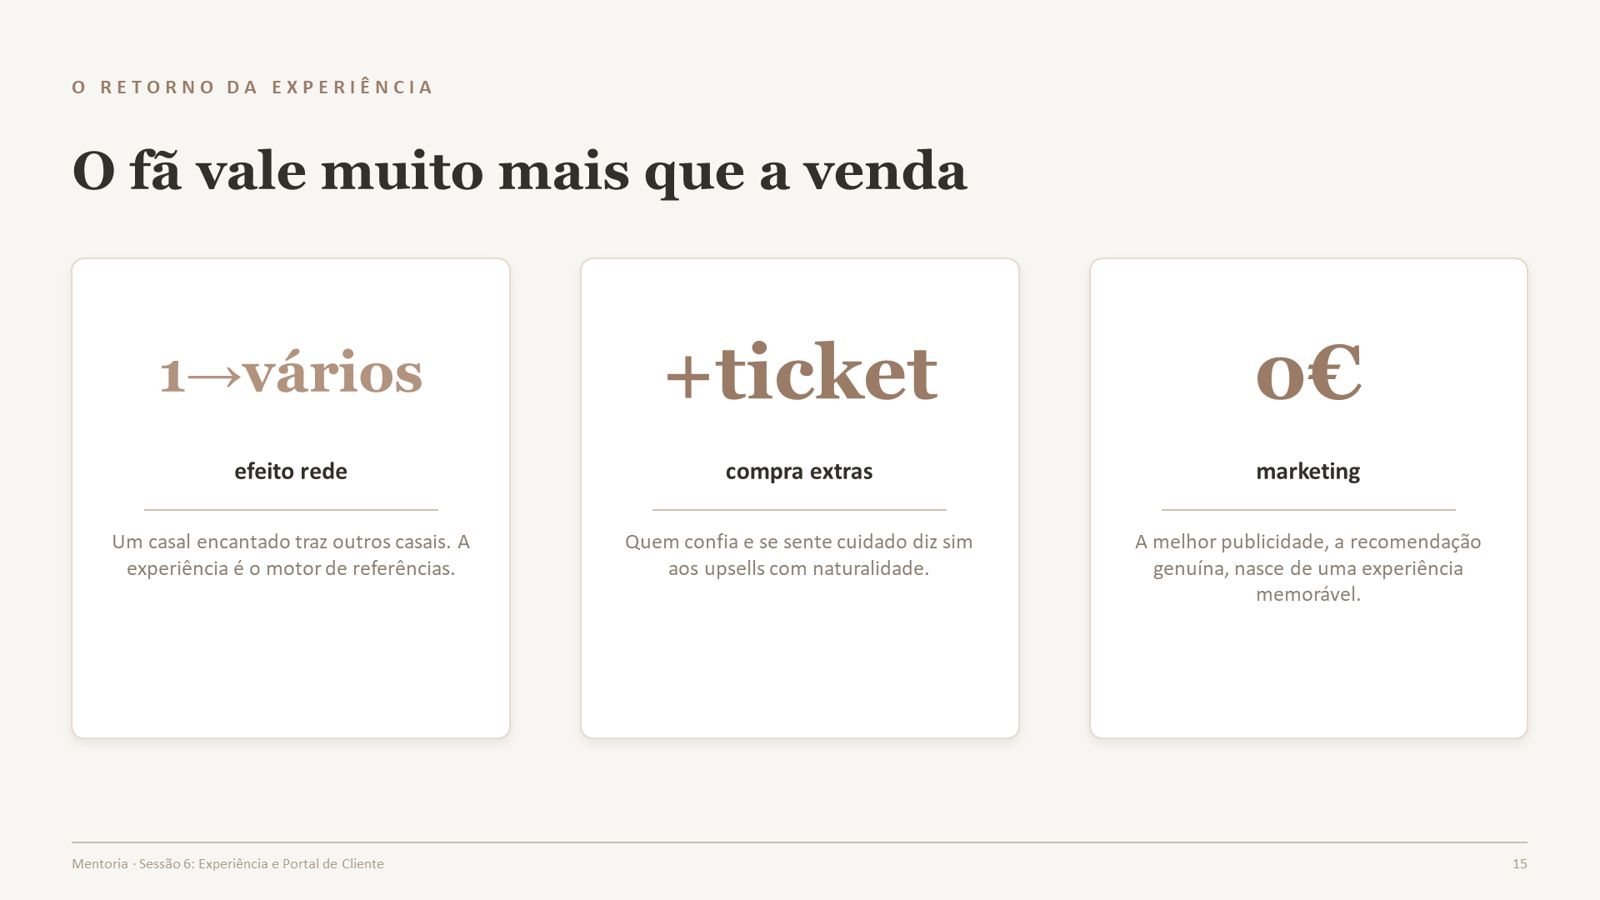 O RETORNO DA EXPERIÊNCIA
O fã vale muito mais que a venda
1→vários
efeito rede
Um casal encantado traz outros casais. A
experiência é o motor de referências.
+ticket
compra extras
Quem confia e se sente cuidado diz sim
aos upsells com naturalidade.
0€
marketing
A melhor publicidade, a recomendação
genuína, nasce de uma experiência
memorável.
Mentoria · Sessão 6: Experiência e Portal de Cliente
15